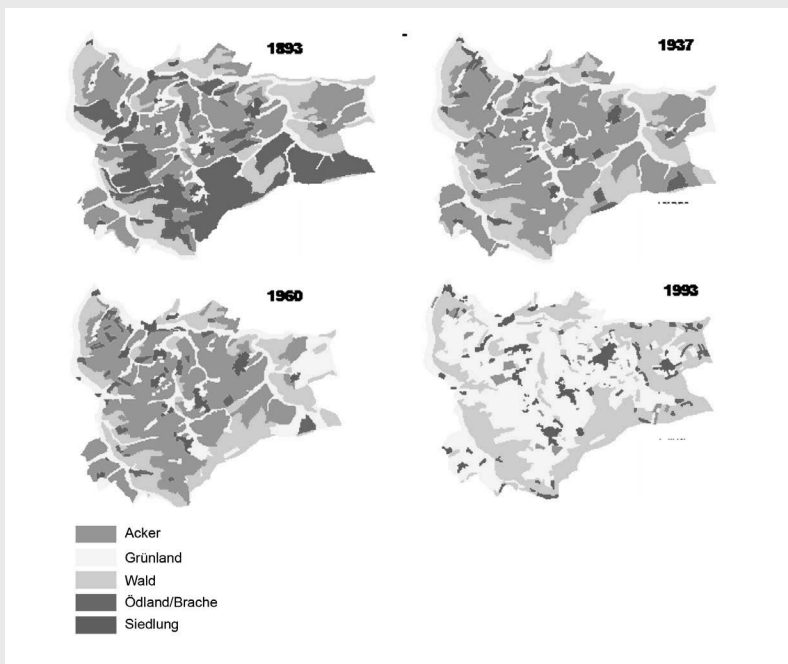 1893
1937
1960
1993
Acker
Grünland
Wald
Ödland/Brache
Siedlung